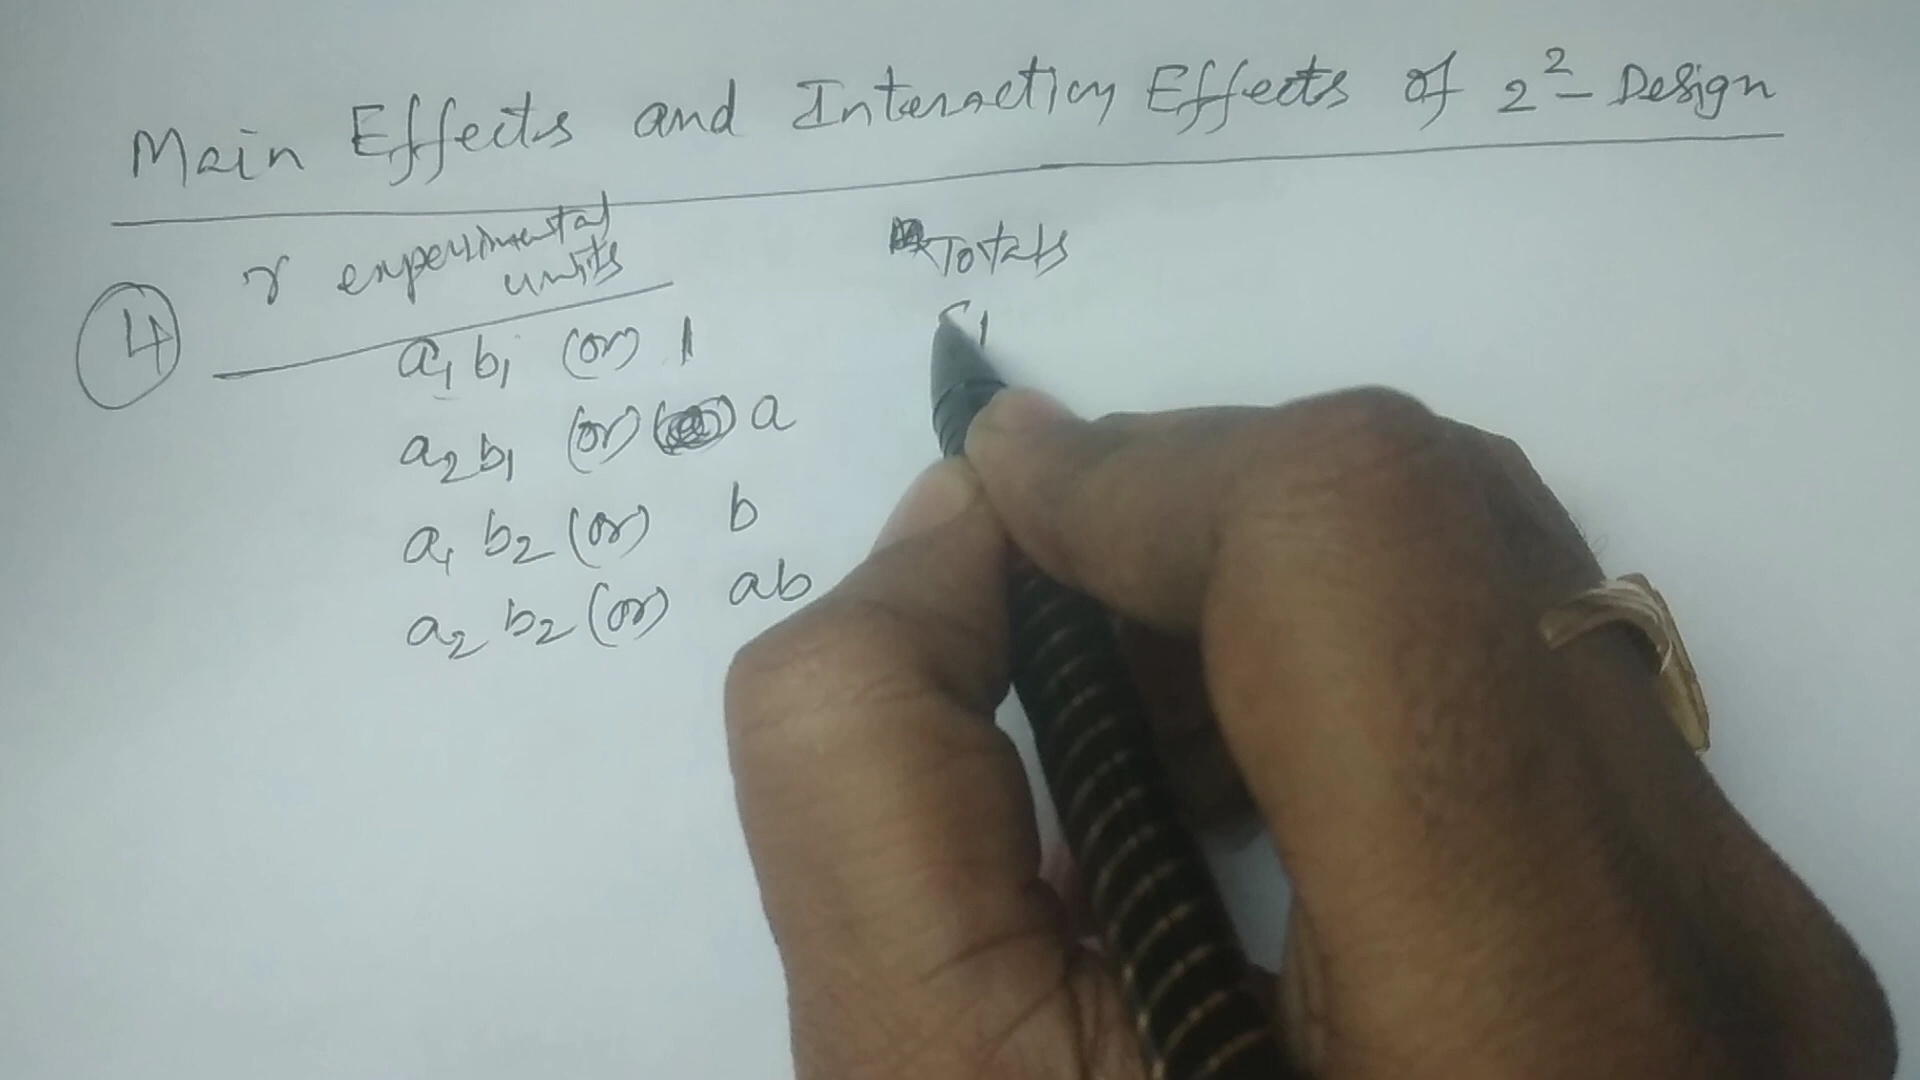 Main Effects and Interaction Effects of 2² - Design
4 r experimental units
Totals
a₁ b₁ (or) 1
a₂ b₁ (or) a
a₁ b₂ (or) b
a₂ b₂ (or) ab